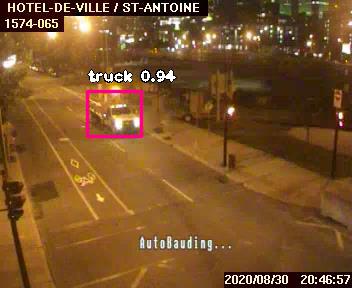 HOTEL-DE-VILLE / ST-ANTOINE
1574-065
truck 0.94
AutoBauding...
2020/08/30 20:46:57